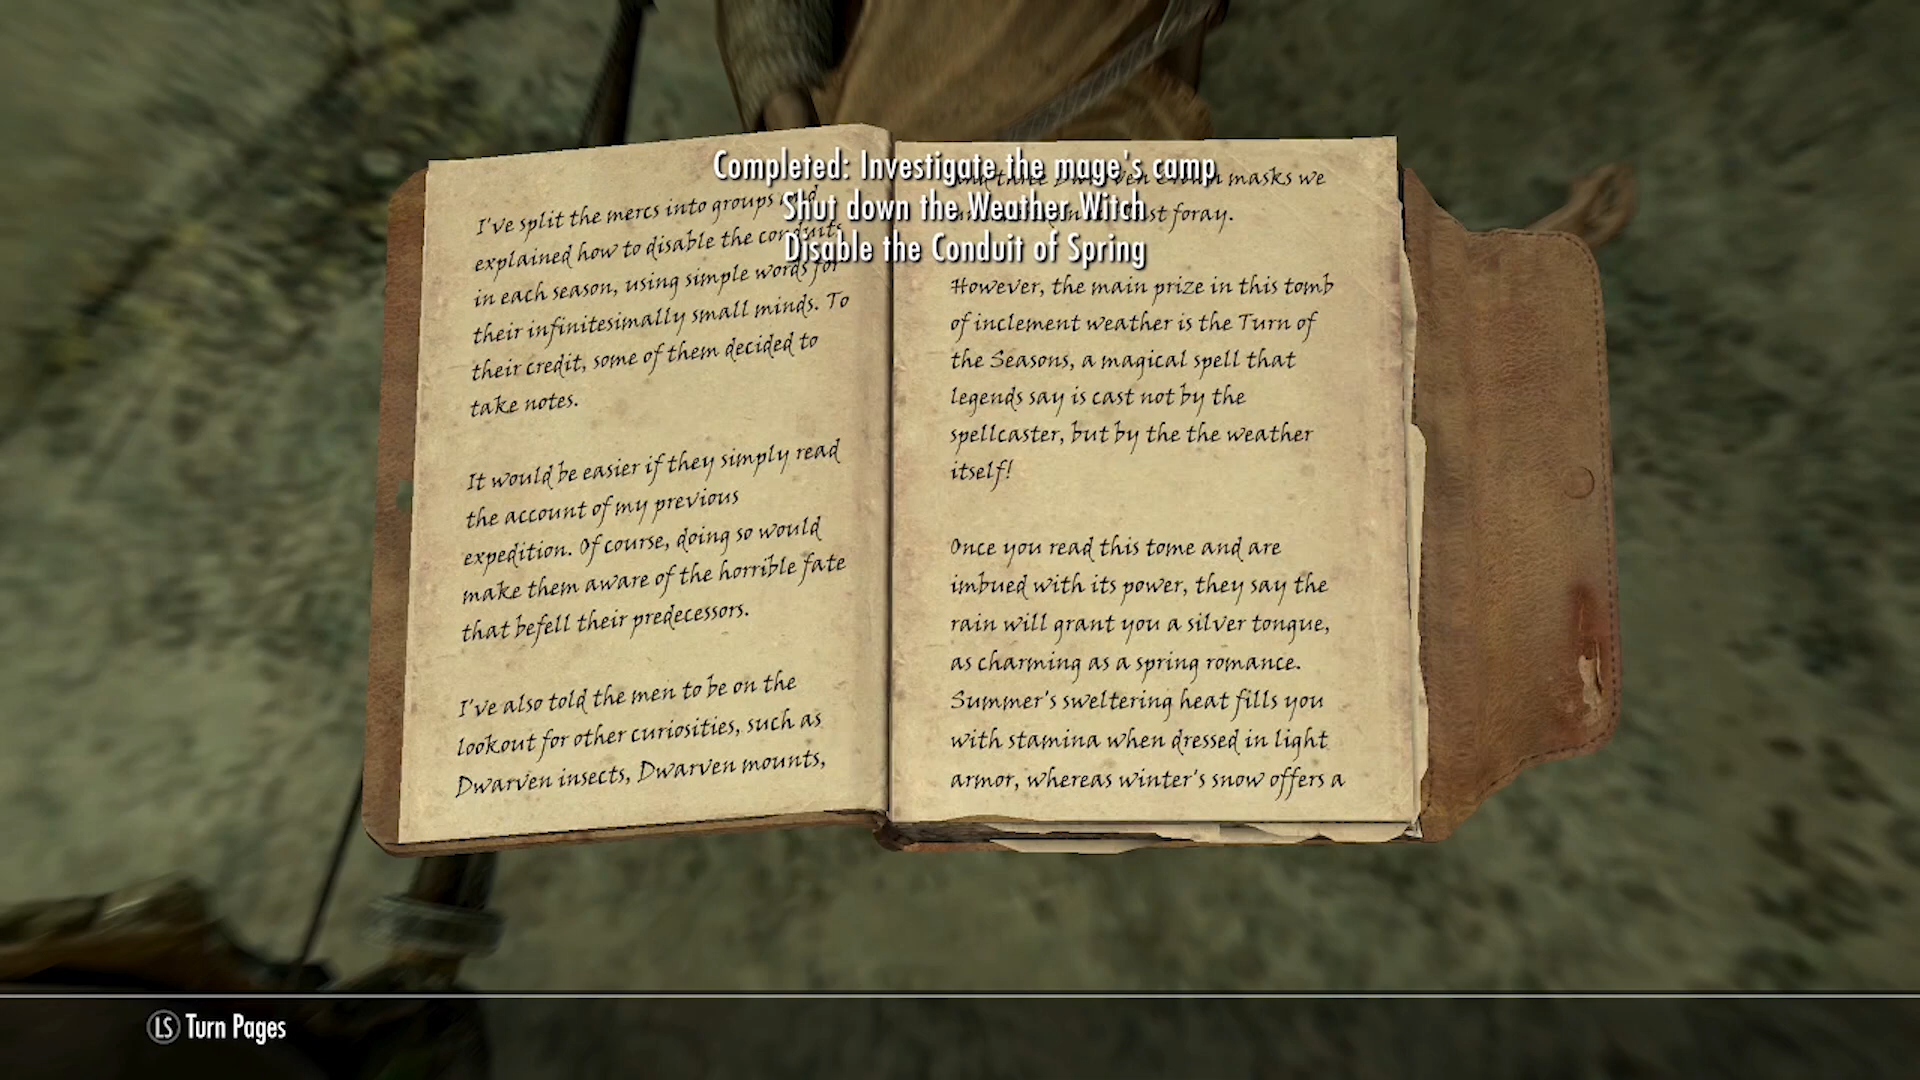 Completed: Investigate the mage's camp
Shut down the Weather Witch
Disable the Conduit of Spring
I've split the mercs into groups
explained how to disable the conduits
in each season, using simple words for
their infinitesimally small minds. To
their credit, some of them decided to
take notes.
It would be easier if they simply read
the account of my previous
expedition. Of course, doing so would
make them aware of the horrible fate
that befell their predecessors.
I've also told the men to be on the
lookout for other curiosities, such as
Dwarven insects, Dwarven mounts,
masks we
foray.
However, the main prize in this tomb
of inclement weather is the Turn of
the Seasons, a magical spell that
legends say is cast not by the
spellcaster, but by the the weather
itself!
Once you read this tome and are
imbued with its power, they say the
rain will grant you a silver tongue,
as charming as a spring romance.
Summer's sweltering heat fills you
with stamina when dressed in light
armor, whereas winter's snow offers a
LS Turn Pages